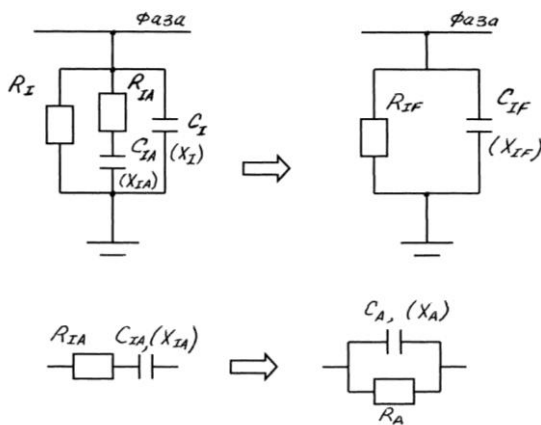 Фаза
R_I
R_IA
C_I
(X_I)
C_IA
(X_IA)
Фаза
R_IF
C_IF
(X_IF)
R_IA
C_IA, (X_IA)
C_A, (X_A)
R_A